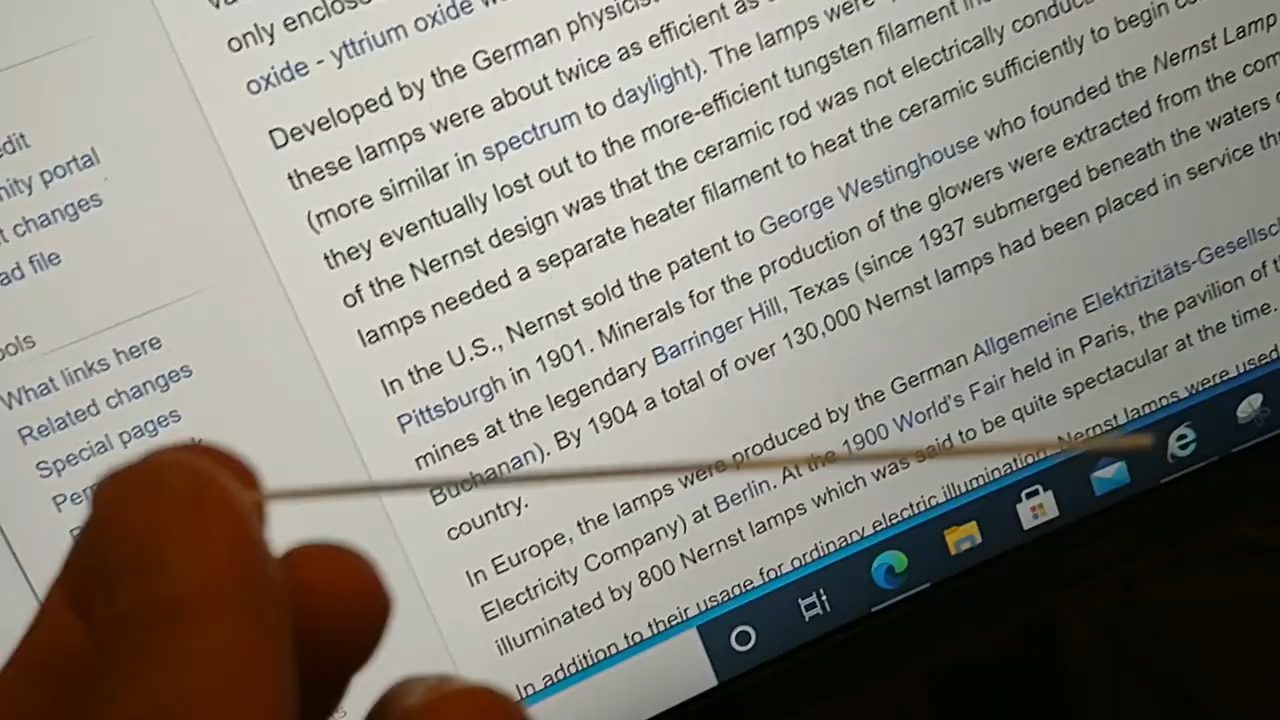 only enclose
oxide - yttrium oxide
Developed by the German physicis
these lamps were about twice as efficient as
(more similar in spectrum to daylight). The lamps were
they eventually lost out to the more-efficient tungsten filament
of the Nernst design was that the ceramic rod was not electrically conduc
lamps needed a separate heater filament to heat the ceramic sufficiently to begin
In the U.S., Nernst sold the patent to George Westinghouse who founded the Nernst Lamp
Pittsburgh in 1901. Minerals for the production of the glowers were extracted from the com
mines at the legendary Barringer Hill, Texas (since 1937 submerged beneath the waters
Buchanan). By 1904 a total of over 130,000 Nernst lamps had been placed in service th
country.
In Europe, the lamps were produced by the German Allgemeine Elektrizitäts-Gesellsc
Electricity Company) at Berlin. At the 1900 World's Fair held in Paris, the pavilion of t
illuminated by 800 Nernst lamps which was said to be quite spectacular at the time.
In addition to their usage for ordinary electric illumination, Nernst lamps were used
edit
nity portal
t changes
ad file
ools
What links here
Related changes
Special pages